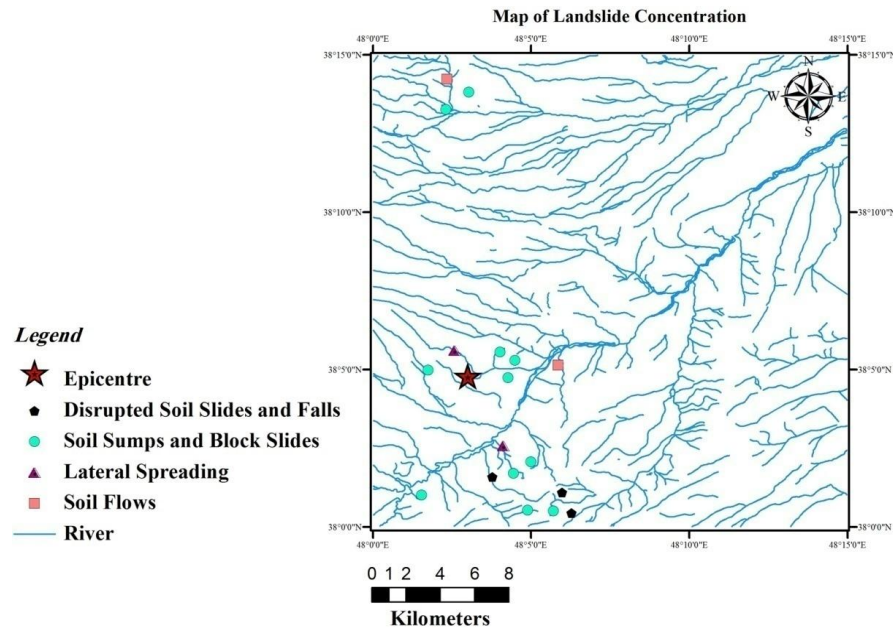 Map of Landslide Concentration
48°0'0"E 48°5'0"E 48°10'0"E 48°15'0"E
38°15'0"N 38°15'0"N
N
W E
S
38°10'0"N 38°10'0"N
38°5'0"N 38°5'0"N
38°0'0"N 38°0'0"N
48°0'0"E 48°5'0"E 48°10'0"E 48°15'0"E
Legend
Epicentre
Disrupted Soil Slides and Falls
Soil Sumps and Block Slides
Lateral Spreading
Soil Flows
River
0 1 2 4 6 8
Kilometers